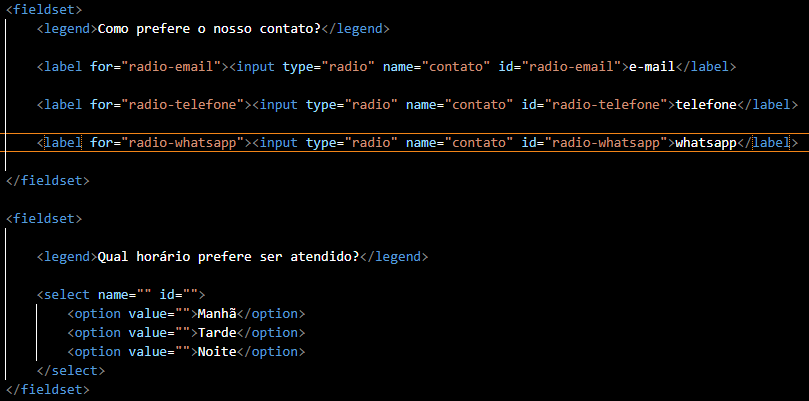 <fieldset>
<legend>Como prefere o nosso contato?</legend>
<label for="radio-email"><input type="radio" name="contato" id="radio-email">e-mail</label>
<label for="radio-telefone"><input type="radio" name="contato" id="radio-telefone">telefone</label>
<label for="radio-whatsapp"><input type="radio" name="contato" id="radio-whatsapp">whatsapp</label>
</fieldset>
<fieldset>
<legend>Qual horário prefere ser atendido?</legend>
<select name="" id="">
<option value="">Manhã</option>
<option value="">Tarde</option>
<option value="">Noite</option>
</select>
</fieldset>